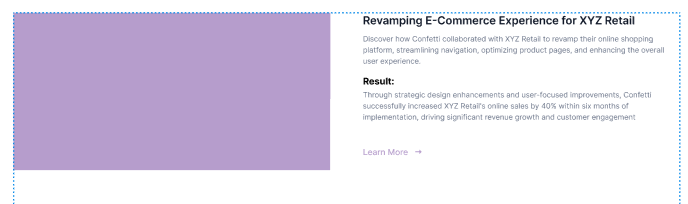 Revamping E-Commerce Experience for XYZ Retail
Discover how Confetti collaborated with XYZ Retail to revamp their online shopping
platform, streamlining navigation, optimizing product pages, and enhancing the overall
user experience.
Result:
Through strategic design enhancements and user-focused improvements, Confetti
successfully increased XYZ Retail's online sales by 40% within six months of
implementation, driving significant revenue growth and customer engagement
Learn More →